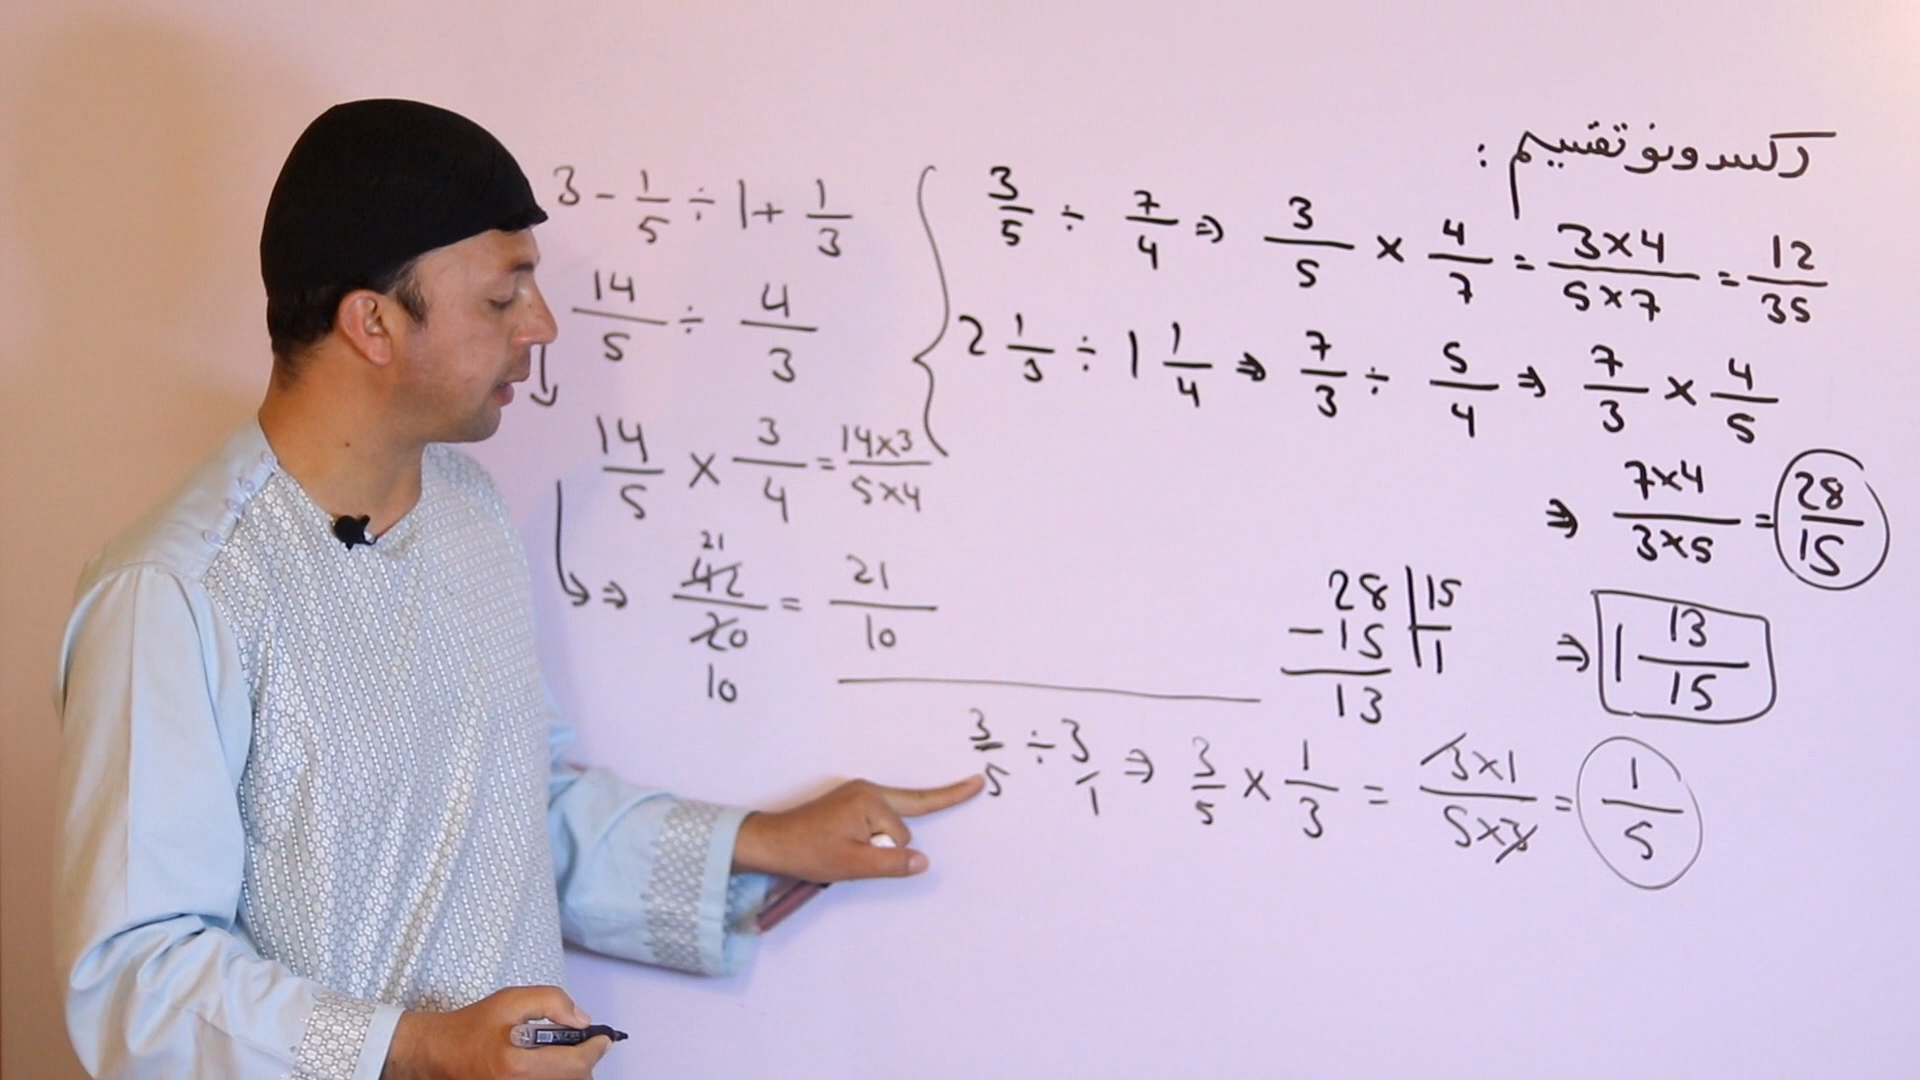 د کسرونو تقسیم :
3/5 ÷ 7/4 ⇒ 3/5 × 4/7 = 3×4/5×7 = 12/35
2 1/3 ÷ 1 1/4 ⇒ 7/3 ÷ 5/4 ⇒ 7/3 × 4/5
⇒ 7×4/3×5 = 28/15
28 | 15
-15 | 1
13
⇒ 1 13/15
3 - 1/5 ÷ 1 + 1/3
14/5 ÷ 4/3
14/5 × 3/4 = 14×3/5×4
21
⇒ 42/20 = 21/10
10
3/5 ÷ 3/1 ⇒ 3/5 × 1/3 = 3×1/5×3 = 1/5